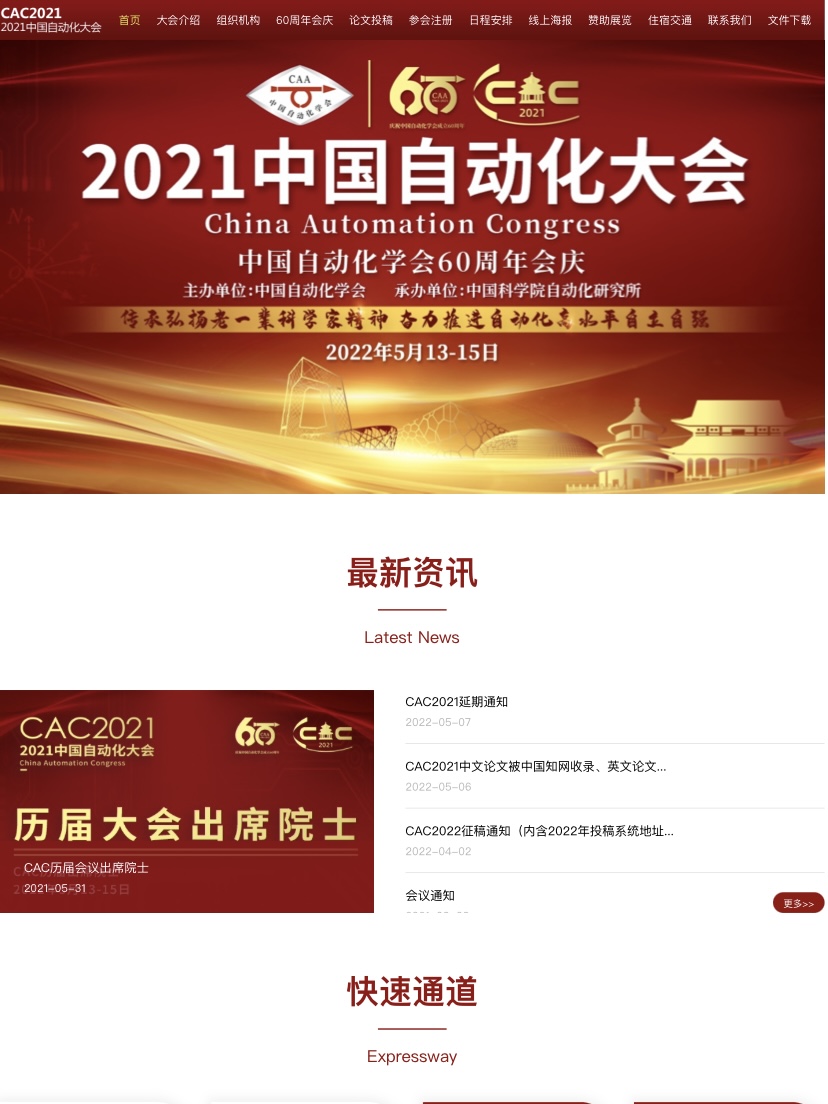 CAC2021
2021中国自动化大会
首页 大会介绍 组织机构 60周年会庆 论文投稿 参会注册 日程安排 线上海报 赞助展览 住宿交通 联系我们 文件下载
CAA
中国自动化学会
60
CAA
庆祝中国自动化学会成立60周年
CAC
2021
2021中国自动化大会
China Automation Congress
中国自动化学会60周年会庆
主办单位:中国自动化学会 承办单位:中国科学院自动化研究所
传承弘扬老一辈科学家精神 奋力推进自动化高水平自立自强
2022年5月13-15日
最新资讯
Latest News
CAC2021
2021中国自动化大会
China Automation Congress
60
CAC
2021
历届大会出席院士
CAC历届会议出席院士
2021-05-31
CAC2021延期通知
2022-05-07
CAC2021中文论文被中国知网收录、英文论文...
2022-05-06
CAC2022征稿通知（内含2022年投稿系统地址...
2022-04-02
会议通知
更多>>
快速通道
Expressway